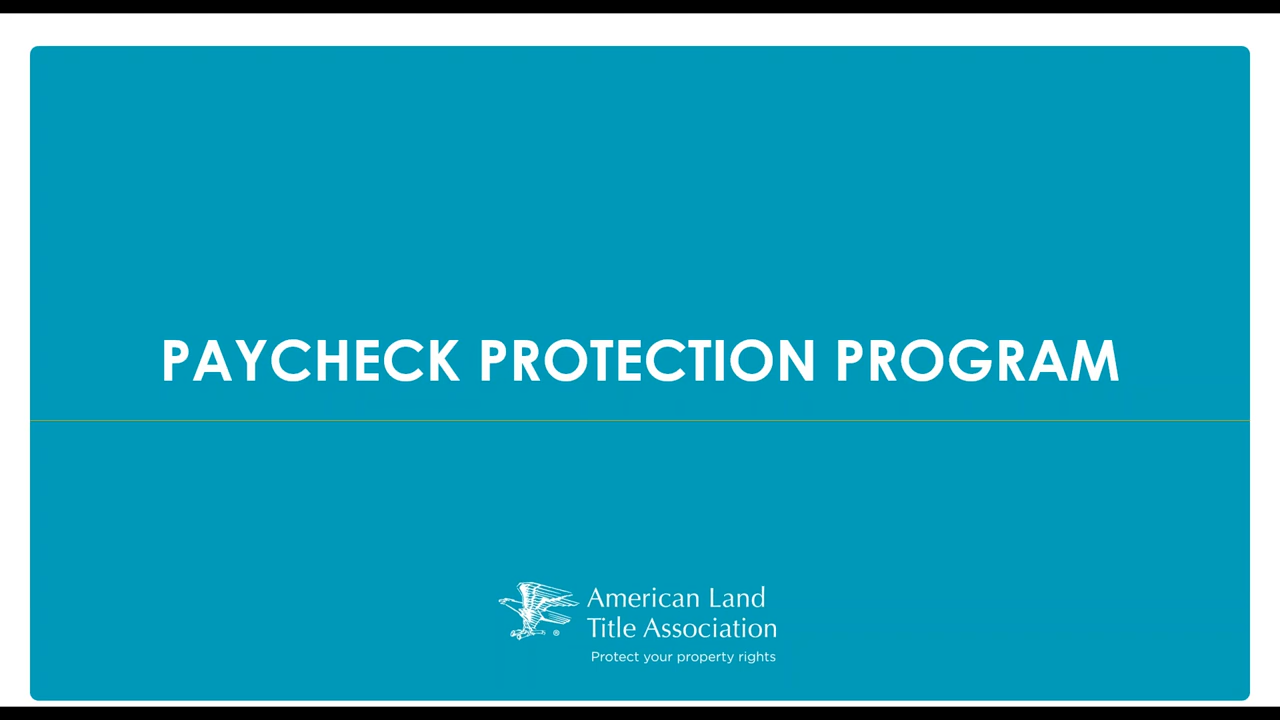 PAYCHECK PROTECTION PROGRAM
American Land
Title Association
®
Protect your property rights